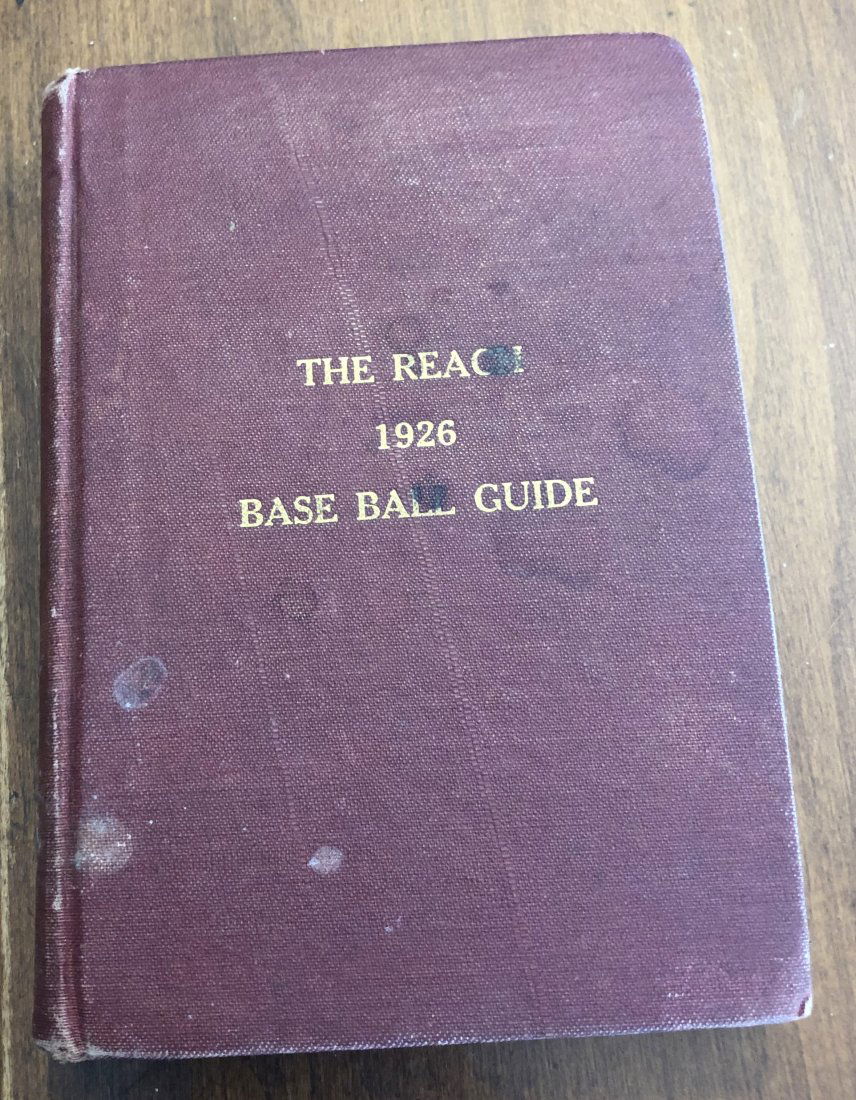 THE REACH
1926
BASE BALL GUIDE